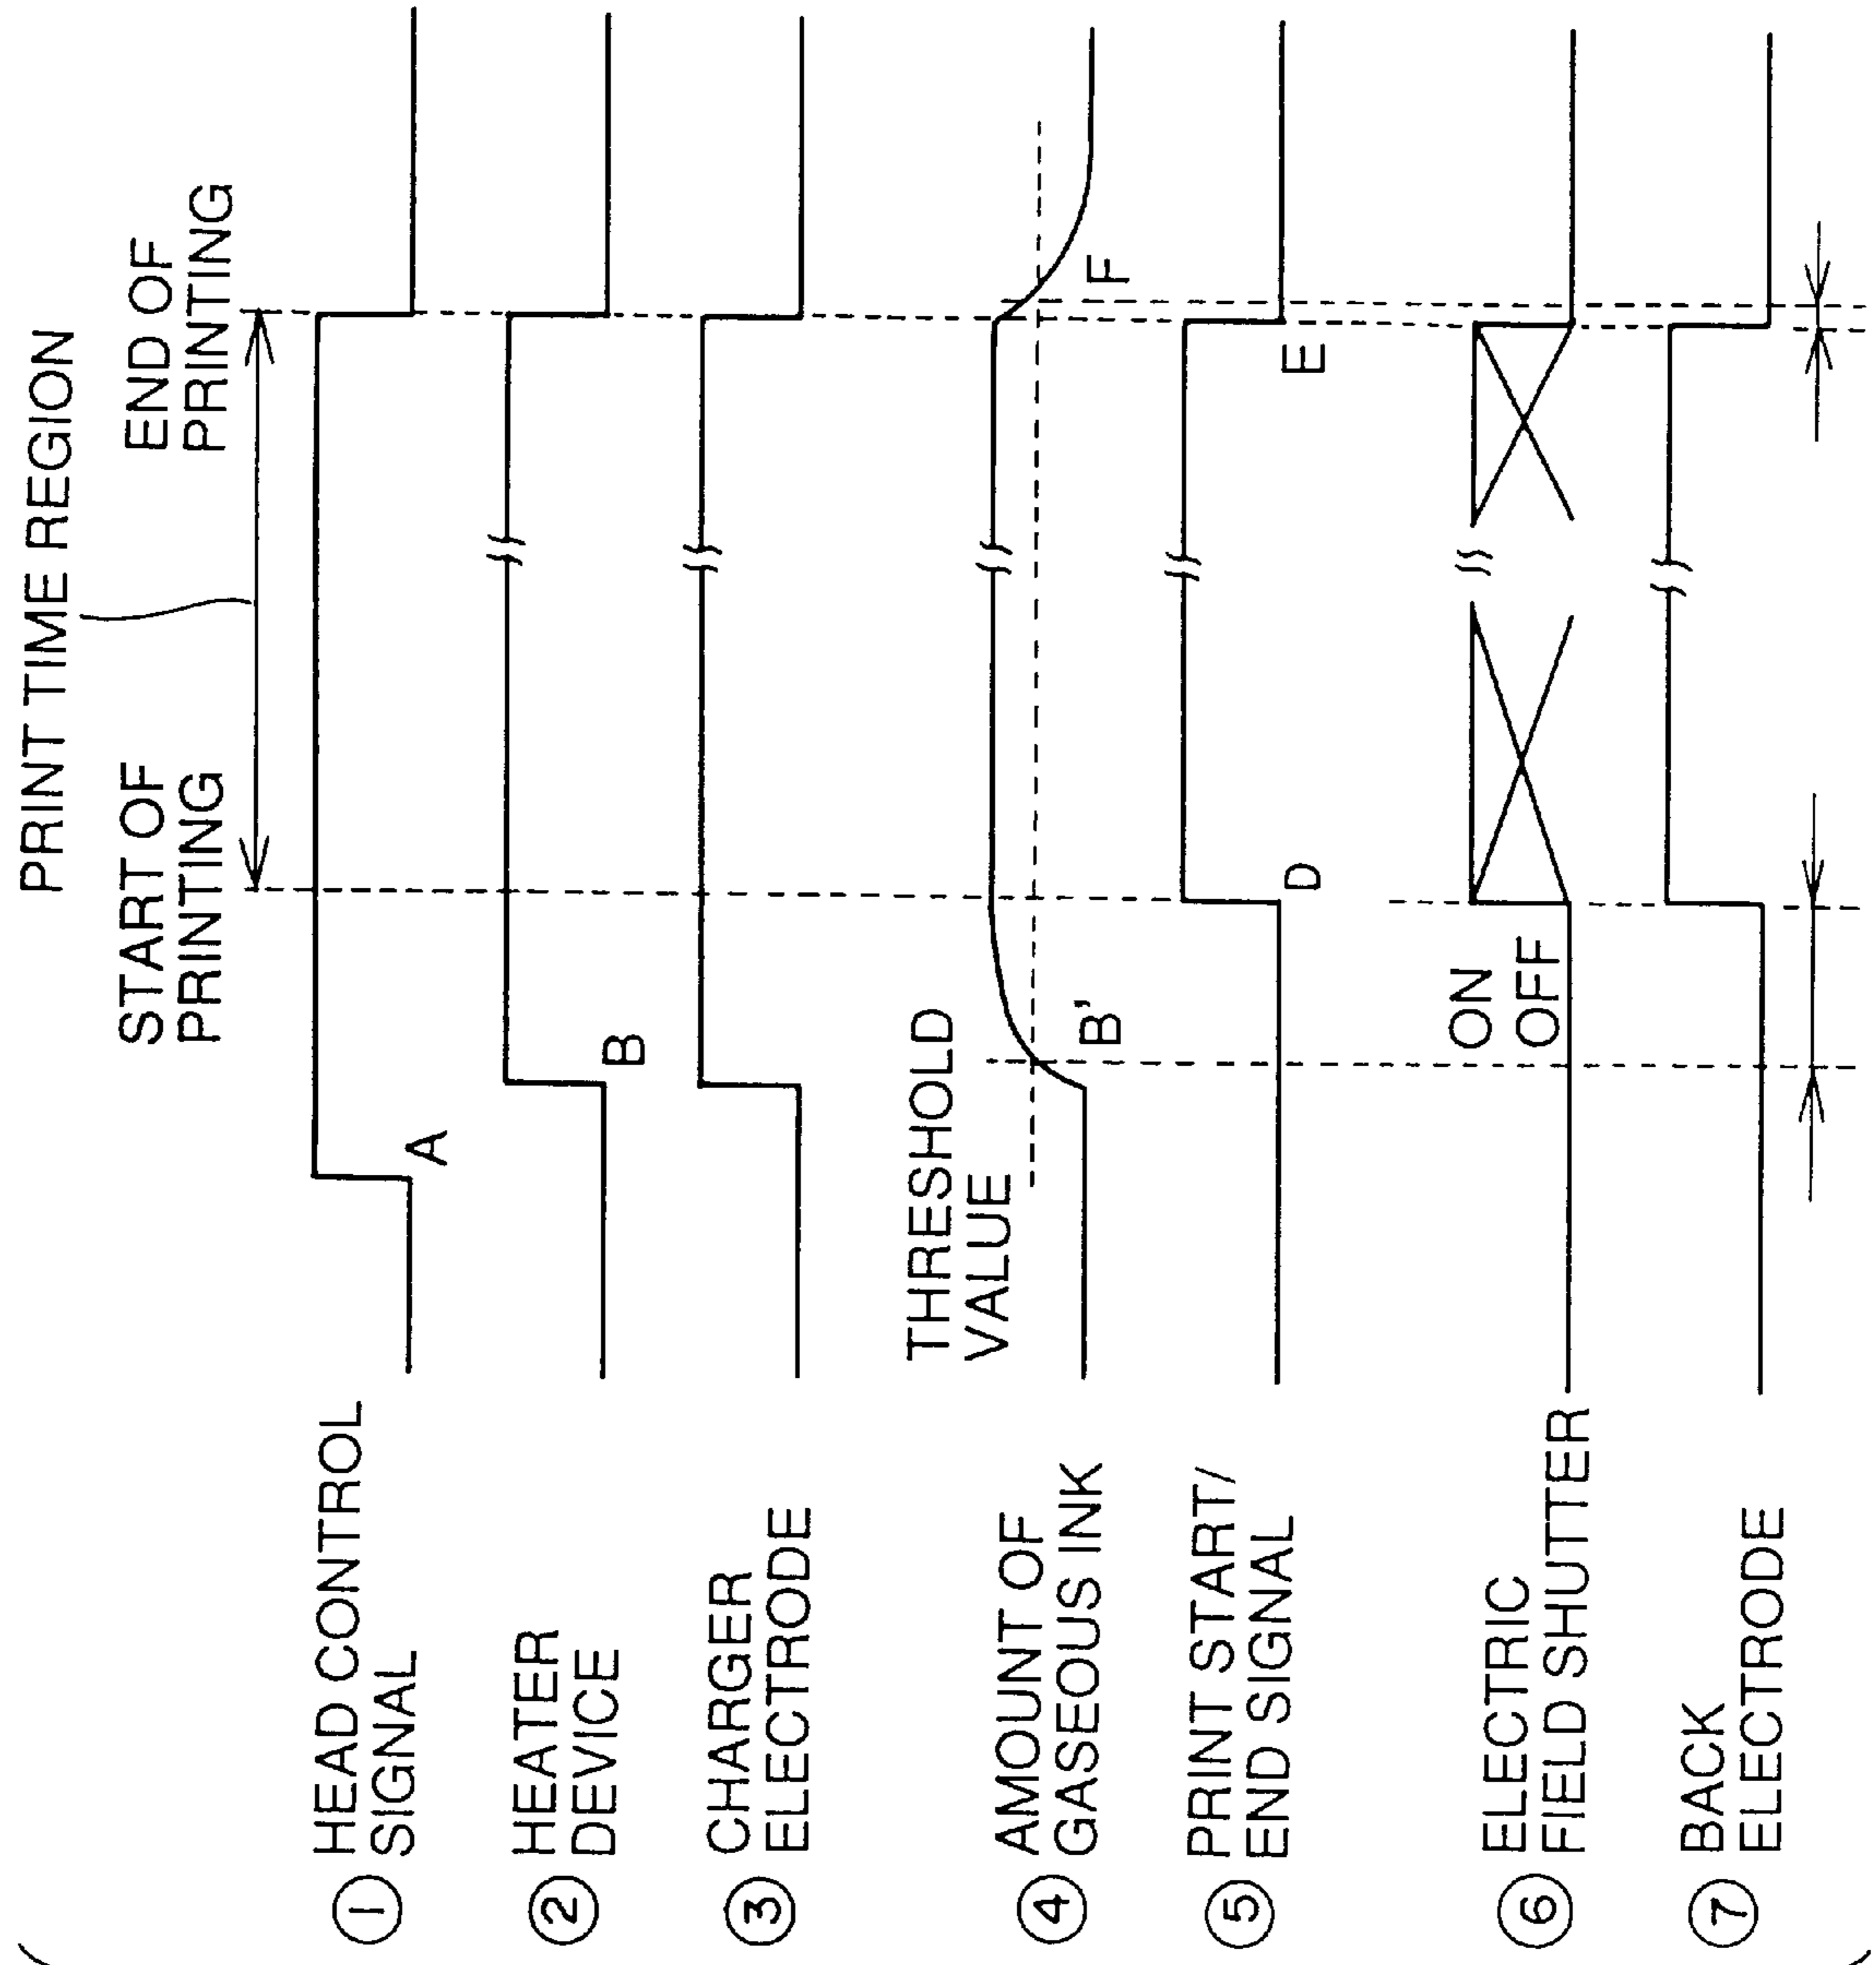 PRINT TIME REGION
START OF
PRINTING
END OF
PRINTING
① HEAD CONTROL
SIGNAL
A
② HEATER
DEVICE
B
③ CHARGER
ELECTRODE
THRESHOLD
VALUE
④ AMOUNT OF
GASEOUS INK
B'
F
⑤ PRINT START/
END SIGNAL
D
E
⑥ ELECTRIC
FIELD SHUTTER
ON
OFF
⑦ BACK
ELECTRODE